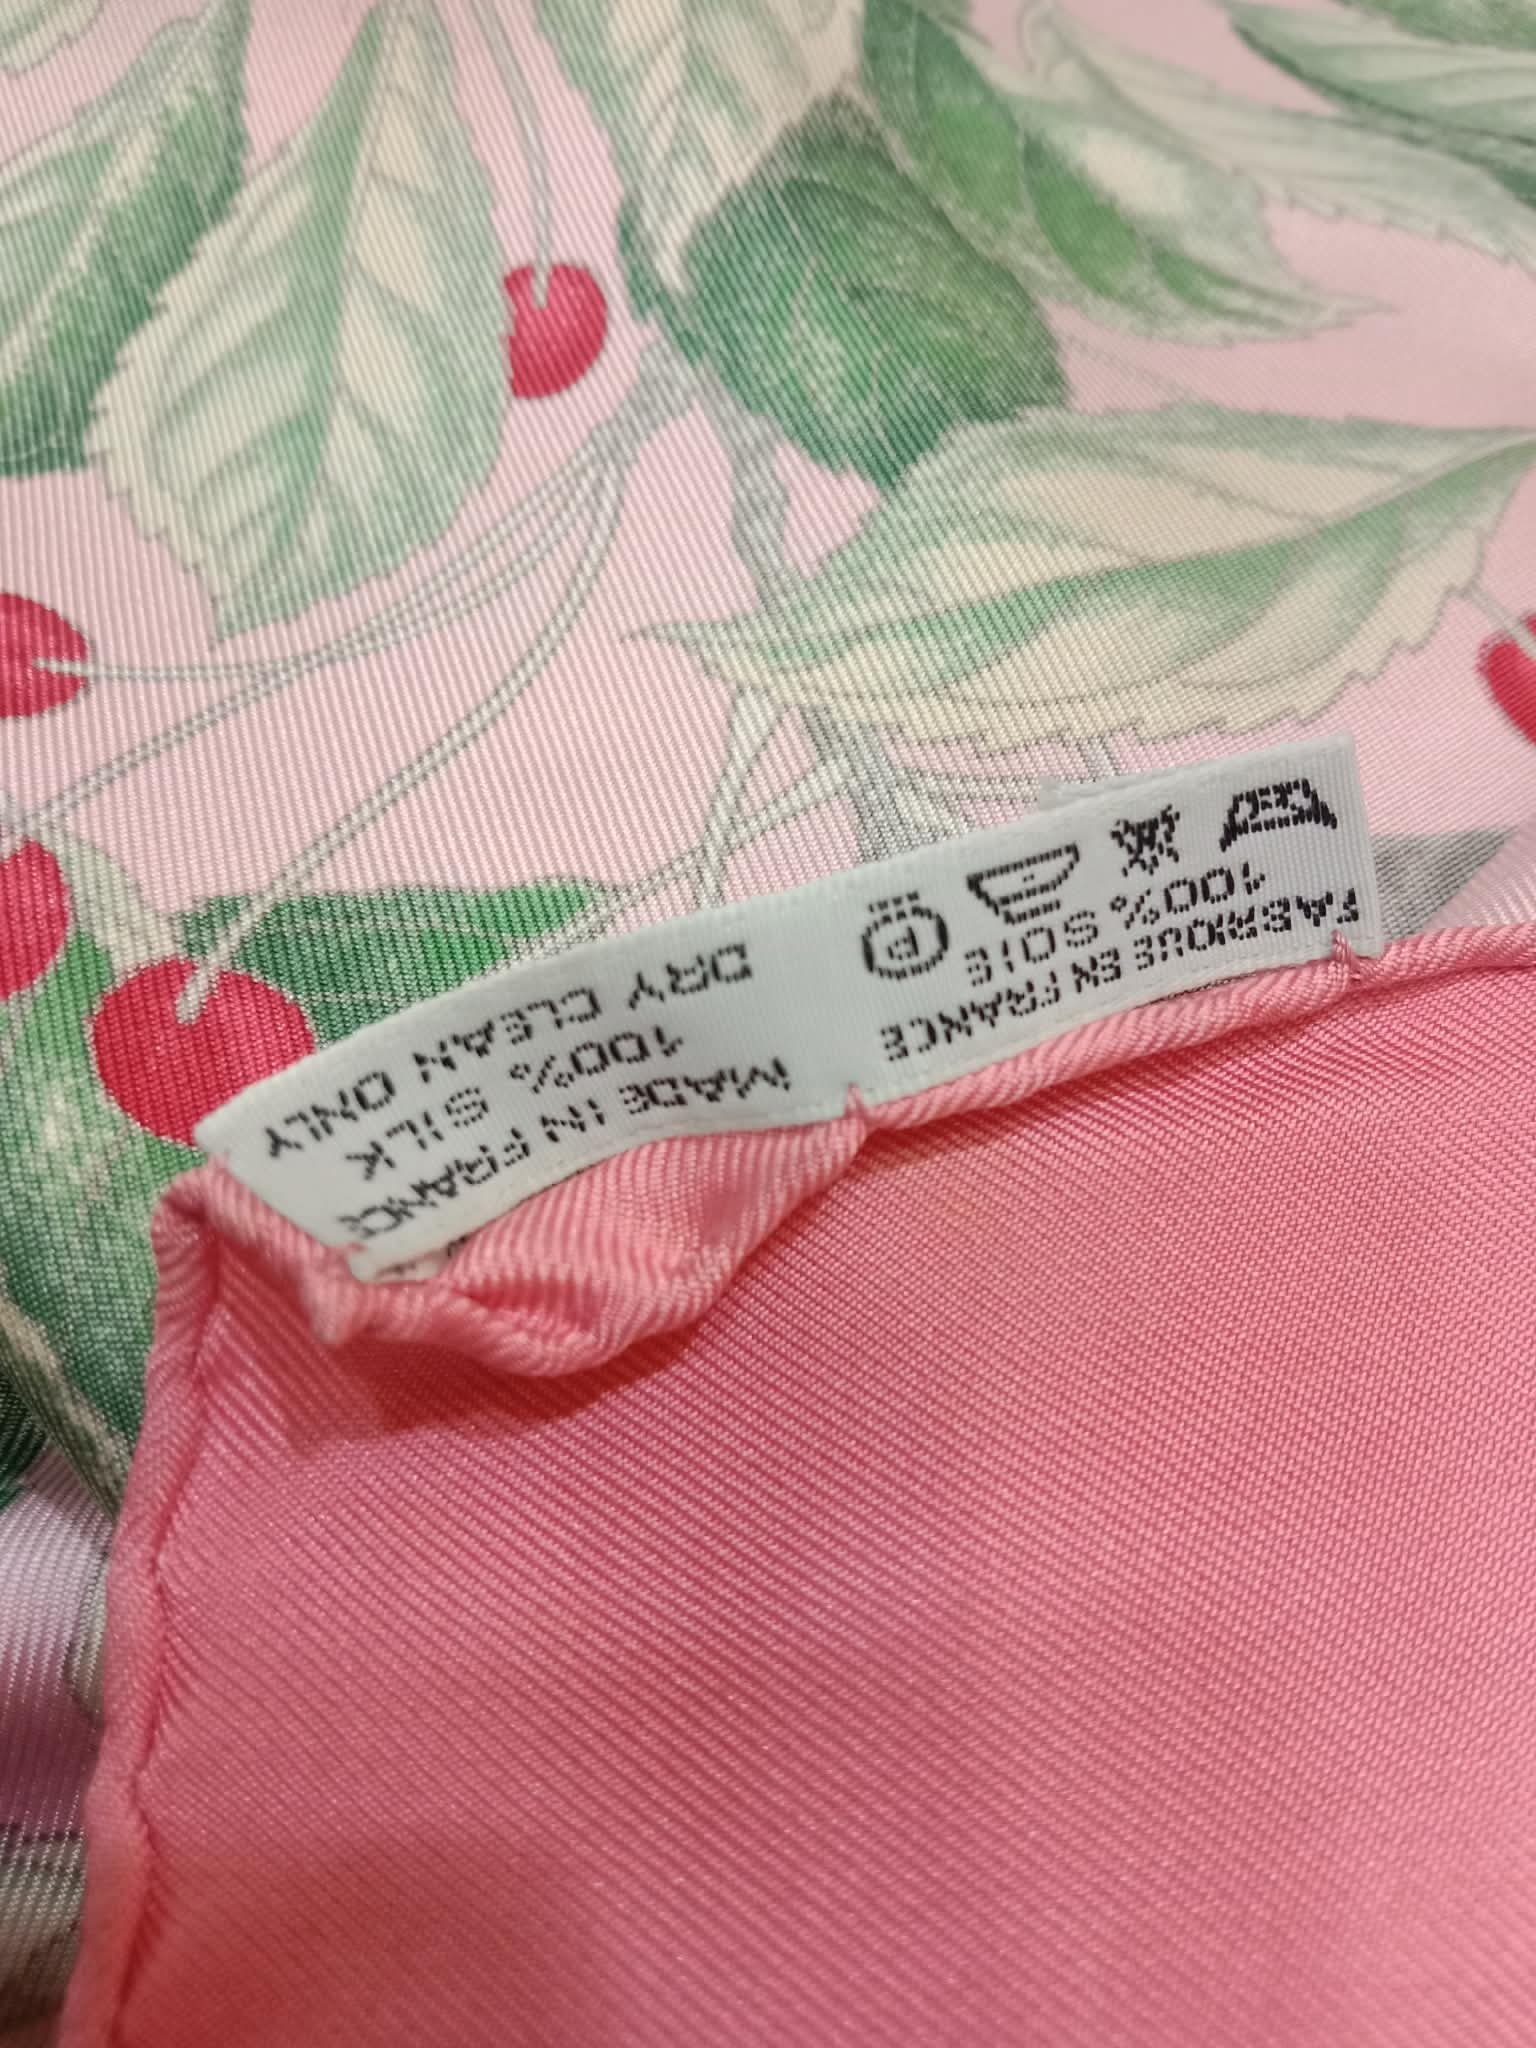 FABRIQUE EN FRANCE
100% SOIE
P
MADE IN FRANCE
100% SILK
DRY CLEAN ONLY